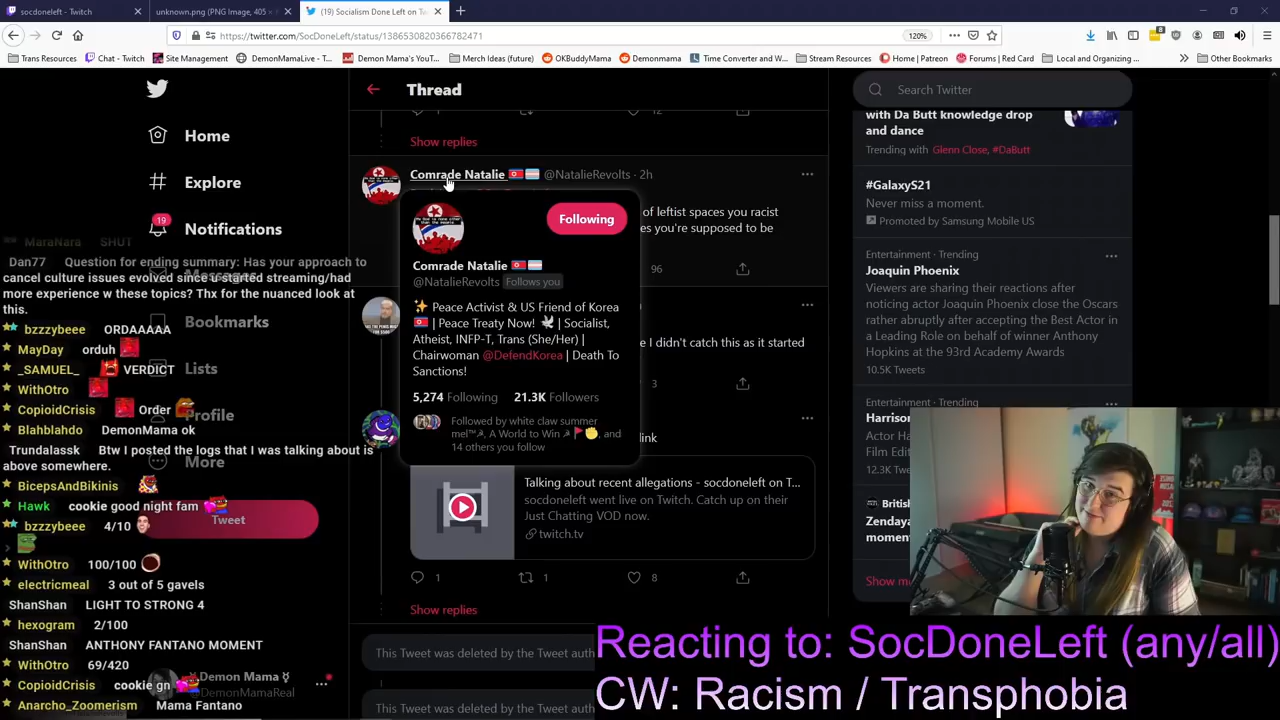 socdoneleft - Twitch
unknown.png (PNG Image, 405 ×
(19) Socialism Done Left on Tw
https://twitter.com/SocDoneLeft/status/1386530820366782471
120%
Trans Resources
Chat - Twitch
Site Management
DemonMamaLive - T...
Demon Mama's YouT...
Merch Ideas (future)
OKBuddyMama
Demonmama
Time Converter and W...
Stream Resources
Home | Patreon
Forums | Red Card
Local and Organizing ...
Other Bookmarks
Home
Explore
19
Notifications
Messages
Bookmarks
Lists
Profile
More
Tweet
Demon Mama ☿
@DemonMamaReal
MaraNara SHUT
Dan77 Question for ending summary: Has your approach to
cancel culture issues evolved since u started streaming/had
more experience w these topics? Thx for the nuanced look at
this.
bzzzybeee ORDAAAAA
MayDay orduh
_SAMUEL_ VERDICT
WithOtro
CopioidCrisis Order
Blahblahdo DemonMama ok
Trundalassk Btw I posted the logs that I was talking about is
above somewhere.
BicepsAndBikinis
Hawk cookie good night fam
bzzzybeee 4/10
WithOtro 100/100
electricmeal 3 out of 5 gavels
ShanShan LIGHT TO STRONG 4
hexogram 2/100
ShanShan ANTHONY FANTANO MOMENT
WithOtro 69/420
CopioidCrisis cookie gn
Anarcho_Zoomerism Mama Fantano
Thread
12
Show replies
Comrade Natalie 🇰🇵 @NatalieRevolts · 2h
of leftist spaces you racist
es you're supposed to be
96
Following
Comrade Natalie 🇰🇵
@NatalieRevolts Follows you
✨ Peace Activist & US Friend of Korea
🇰🇵 | Peace Treaty Now! 🕊 | Socialist,
Atheist, INFP-T, Trans (She/Her) |
Chairwoman @DefendKorea | Death To
Sanctions!
5,274 Following 21.3K Followers
Followed by white claw summer
mel™☭, A World to Win ☭🚩✊, and
14 others you follow
e I didn't catch this as it started
3
link
Talking about recent allegations - socdoneleft on T...
socdoneleft went live on Twitch. Catch up on their
Just Chatting VOD now.
twitch.tv
1
1
8
Show replies
This Tweet was deleted by the Tweet auth
This Tweet was deleted by the Tweet auth
Search Twitter
with Da Butt knowledge drop
and dance
Trending with Glenn Close, #DaButt
#GalaxyS21
Never miss a moment.
Promoted by Samsung Mobile US
Entertainment · Trending
Joaquin Phoenix
Viewers are sharing their reactions after
noticing actor Joaquin Phoenix close the Oscars
rather abruptly after accepting the Best Actor in
a Leading Role on behalf of winner Anthony
Hopkins at the 93rd Academy Awards
10.5K Tweets
Entertainment · Trending
Harrison
Actor Ha
Film Edit
12.3K Tw
British
Zendaya
momen
Show mo
Reacting to: SocDoneLeft (any/all)
CW: Racism / Transphobia